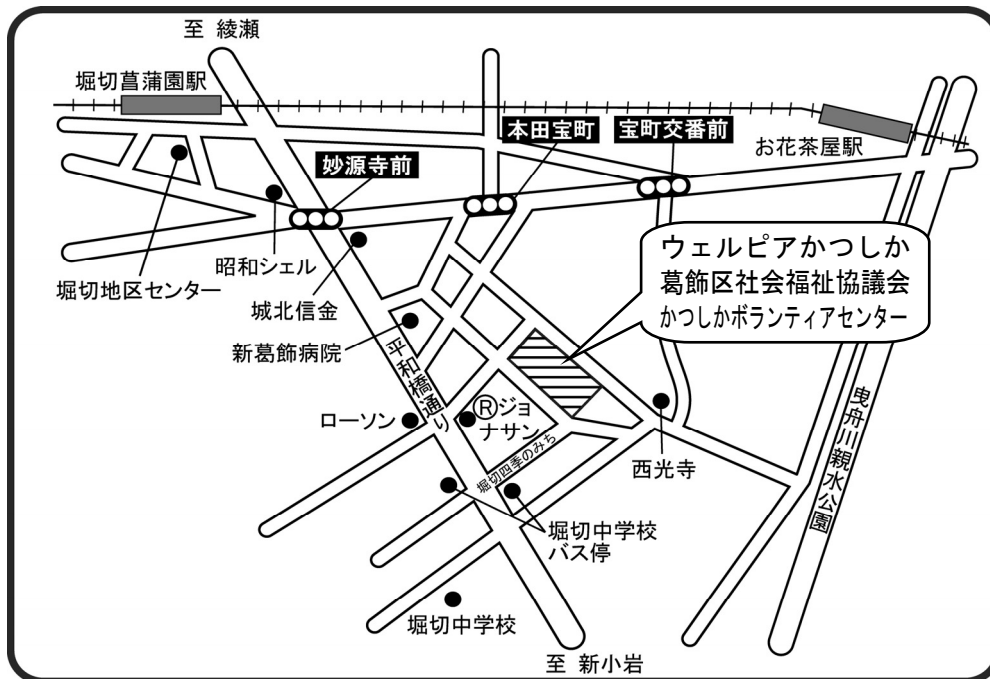 至 綾瀬
堀切菖蒲園駅
本田宝町
宝町交番前
お花茶屋駅
妙源寺前
昭和シェル
堀切地区センター
城北信金
新葛飾病院
ウェルピアかつしか
葛飾区社会福祉協議会
かつしかボランティアセンター
平和橋通り
ローソン
Ⓡジョ
ナサン
堀切四季のみち
西光寺
曳舟川親水公園
堀切中学校
バス停
堀切中学校
至 新小岩